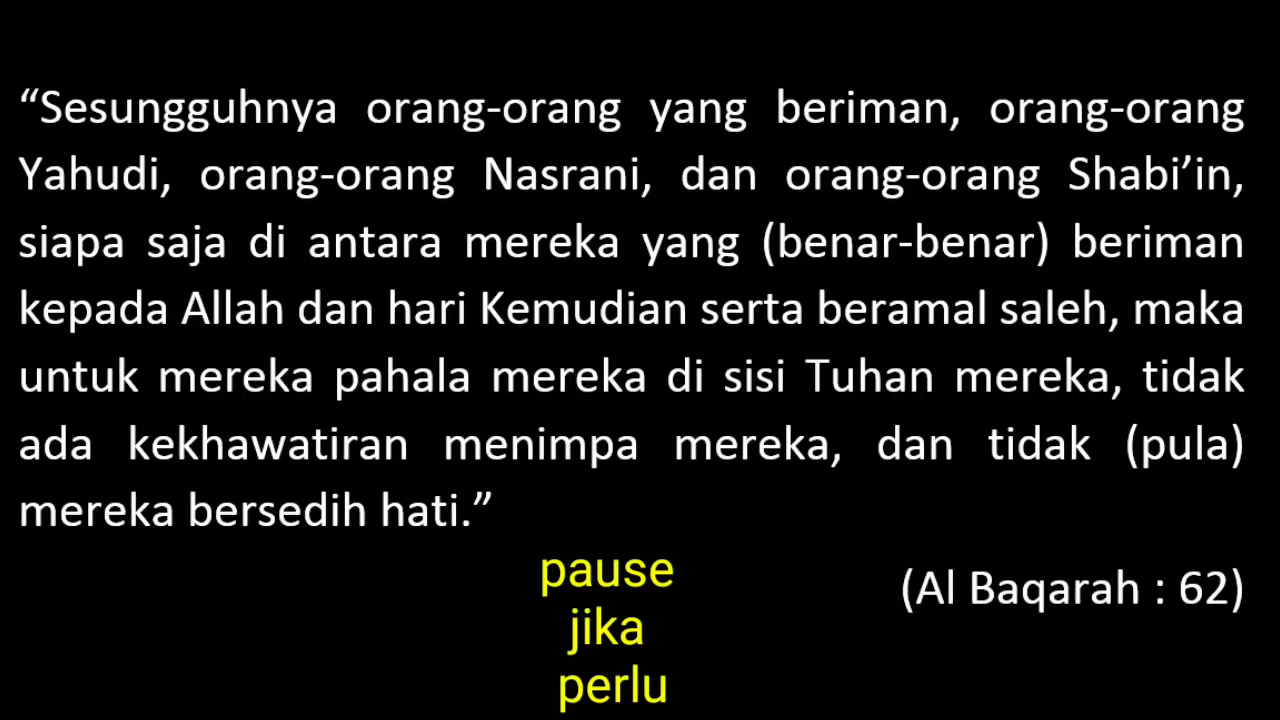 “Sesungguhnya orang-orang yang beriman, orang-orang
Yahudi, orang-orang Nasrani, dan orang-orang Shabi’in,
siapa saja di antara mereka yang (benar-benar) beriman
kepada Allah dan hari Kemudian serta beramal saleh, maka
untuk mereka pahala mereka di sisi Tuhan mereka, tidak
ada kekhawatiran menimpa mereka, dan tidak (pula)
mereka bersedih hati.”
(Al Baqarah : 62)
pause
jika
perlu